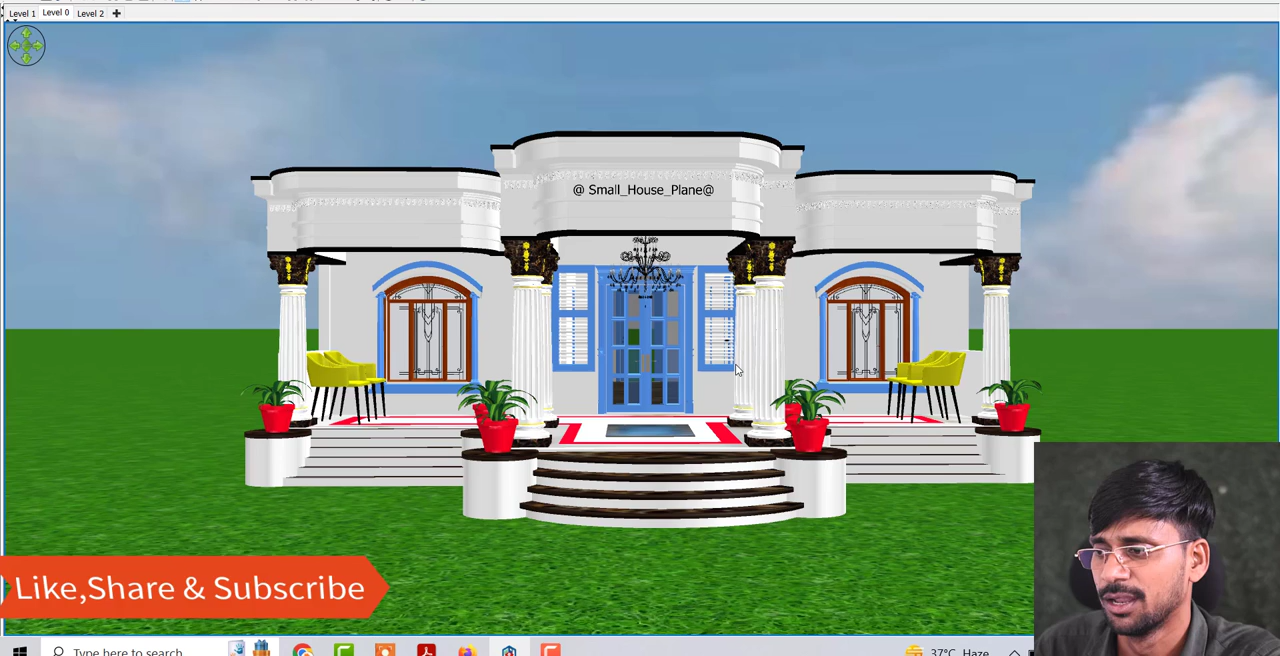 Level 1 Level 0 Level 2
@ Small_House_Plane@
Like,Share & Subscribe
Type here to search
37°C Haze